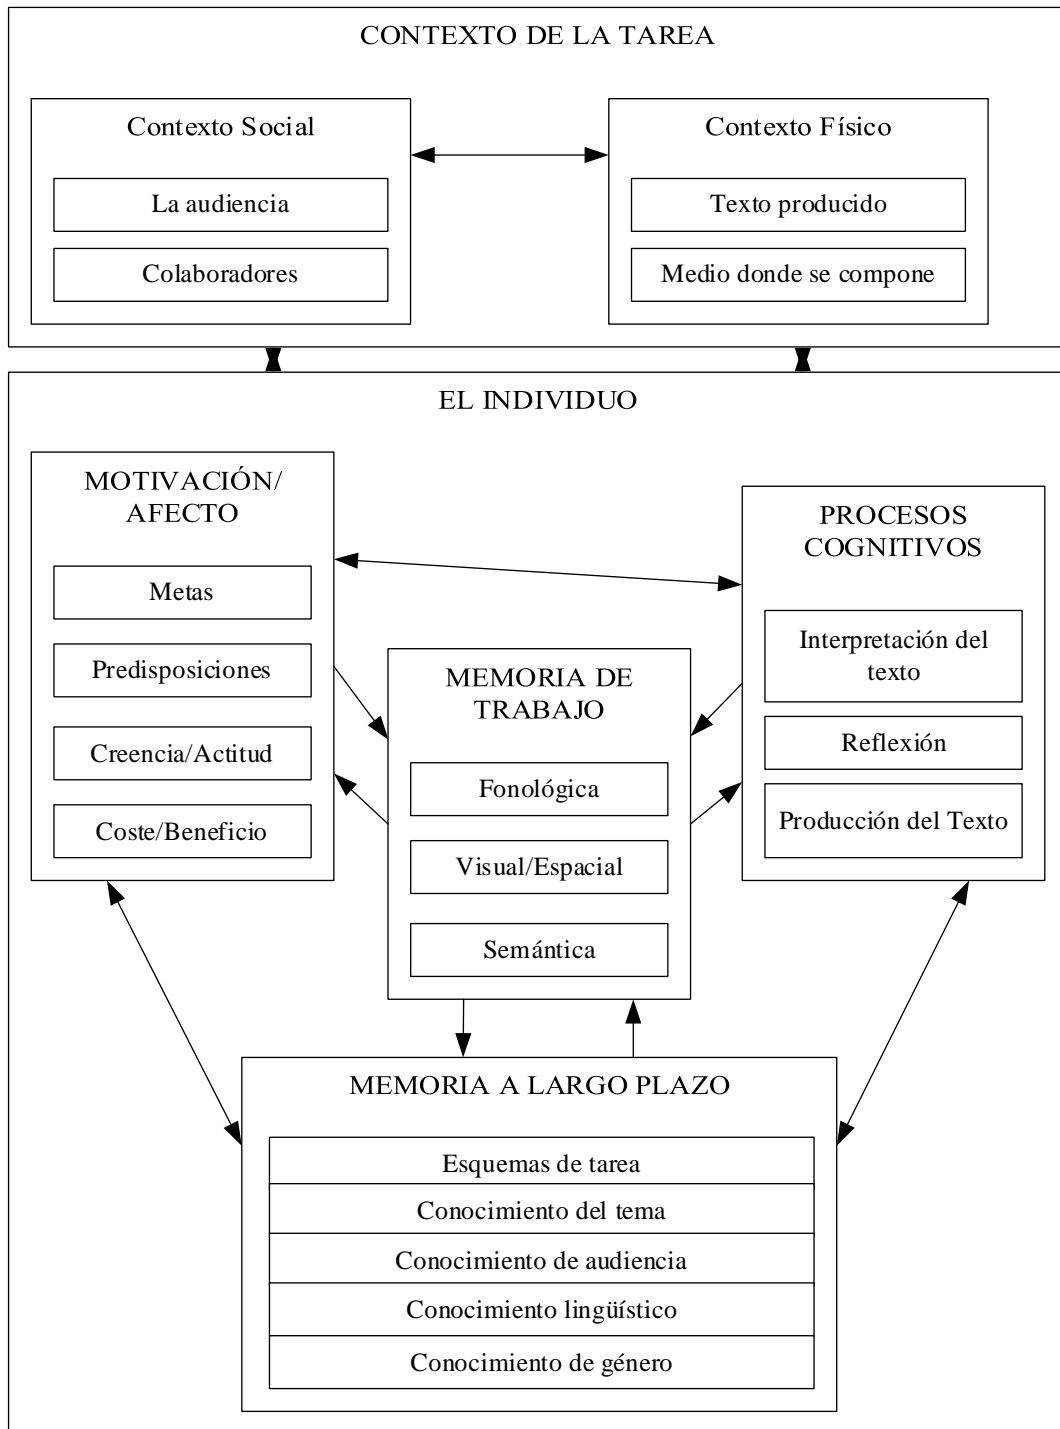 CONTEXTO DE LA TAREA
Contexto Social
La audiencia
Colaboradores
Contexto Físico
Texto producido
Medio donde se compone
EL INDIVIDUO
MOTIVACIÓN/
AFECTO
Metas
Predisposiciones
Creencia/Actitud
Coste/Beneficio
MEMORIA DE
TRABAJO
Fonológica
Visual/Espacial
Semántica
PROCESOS
COGNITIVOS
Interpretación del
texto
Reflexión
Producción del Texto
MEMORIA A LARGO PLAZO
Esquemas de tarea
Conocimiento del tema
Conocimiento de audiencia
Conocimiento lingüístico
Conocimiento de género